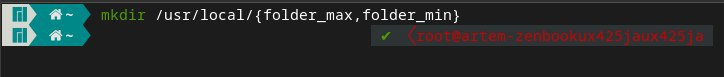 ~ mkdir /usr/local/{folder_max,folder_min}
~ ✔ root@artem-zenbookux425jaux425ja